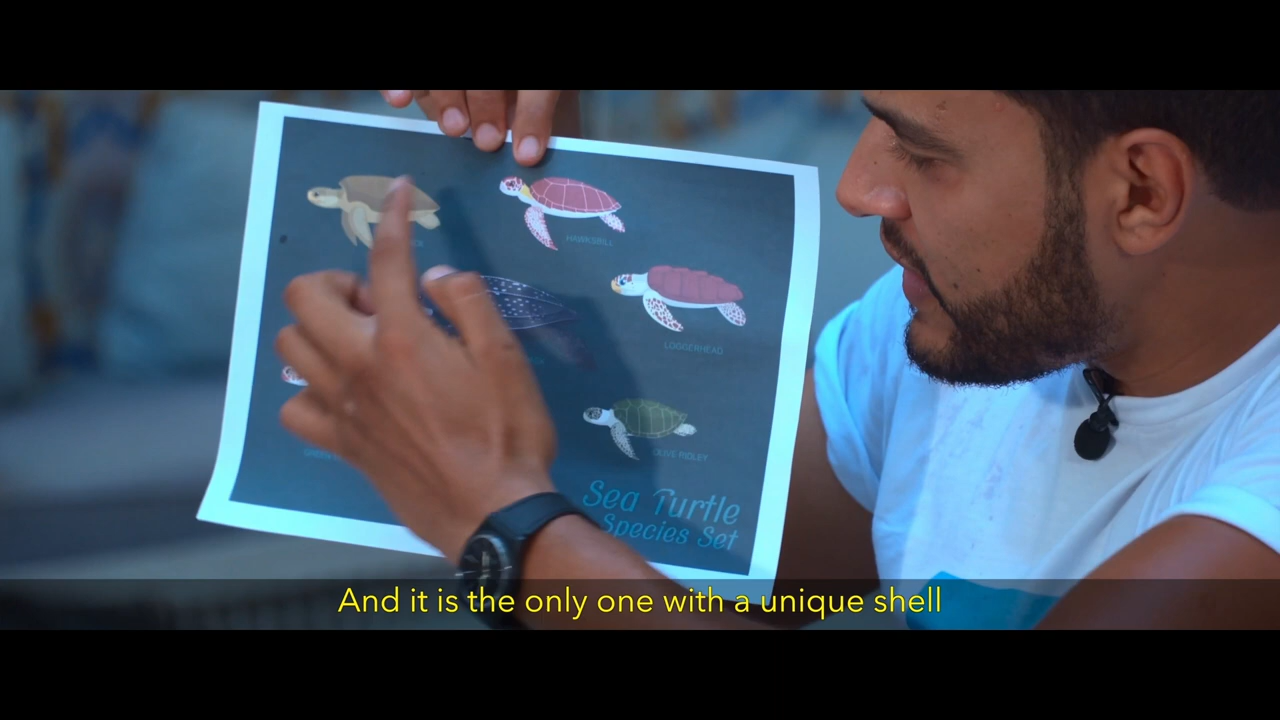 HAWKSBILL
LOGGERHEAD
OLIVE RIDLEY
Sea Turtle
Species Set
And it is the only one with a unique shell